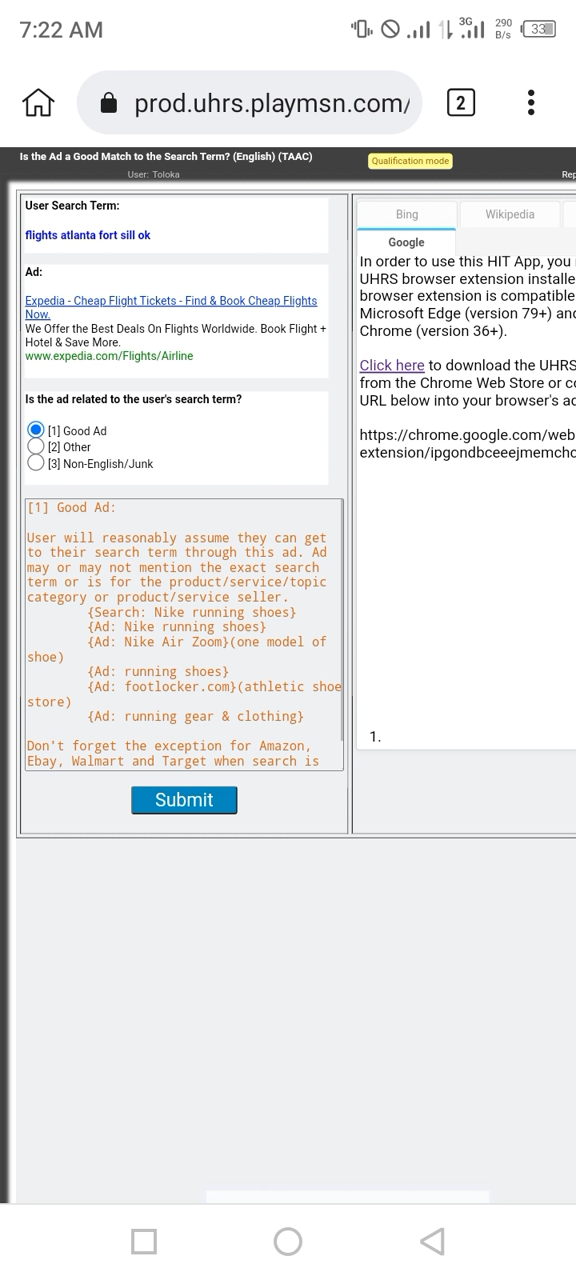 7:22 AM
3G
290
B/s
33
prod.uhrs.playmsn.com/
2
Is the Ad a Good Match to the Search Term? (English) (TAAC)
Qualification mode
User: Toloka
Rep
User Search Term:
flights atlanta fort sill ok
Ad:
Expedia - Cheap Flight Tickets - Find & Book Cheap Flights
Now.
We Offer the Best Deals On Flights Worldwide. Book Flight +
Hotel & Save More.
www.expedia.com/Flights/Airline
Is the ad related to the user's search term?
[1] Good Ad
[2] Other
[3] Non-English/Junk
[1] Good Ad:
User will reasonably assume they can get
to their search term through this ad. Ad
may or may not mention the exact search
term or is for the product/service/topic
category or product/service seller.
{Search: Nike running shoes}
{Ad: Nike running shoes}
{Ad: Nike Air Zoom}(one model of
shoe)
{Ad: running shoes}
{Ad: footlocker.com}(athletic shoe
store)
{Ad: running gear & clothing}
Don't forget the exception for Amazon,
Ebay, Walmart and Target when search is
Submit
Bing
Wikipedia
Google
In order to use this HIT App, you
UHRS browser extension installe
browser extension is compatible
Microsoft Edge (version 79+) and
Chrome (version 36+).
Click here to download the UHRS
from the Chrome Web Store or co
URL below into your browser's ad
https://chrome.google.com/web
extension/ipgondbceeejmemcho
1.